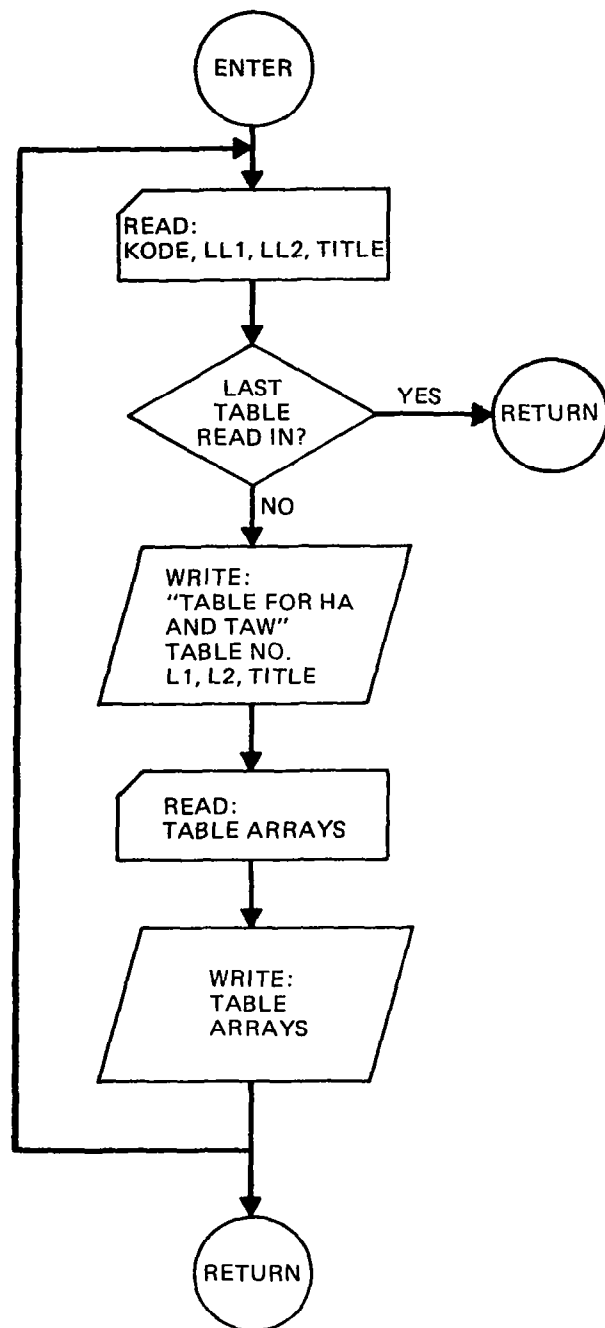 ENTER
READ:
KODE, LL1, LL2, TITLE
LAST
TABLE
READ IN?
YES
RETURN
NO
WRITE:
"TABLE FOR HA
AND TAW"
TABLE NO.
L1, L2, TITLE
READ:
TABLE ARRAYS
WRITE:
TABLE
ARRAYS
RETURN